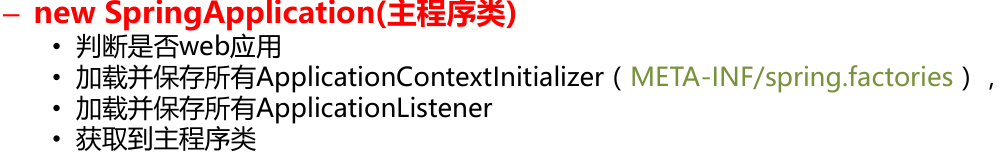 – new SpringApplication(主程序类)
• 判断是否web应用
• 加载并保存所有ApplicationContextInitializer（META-INF/spring.factories），
• 加载并保存所有ApplicationListener
• 获取到主程序类